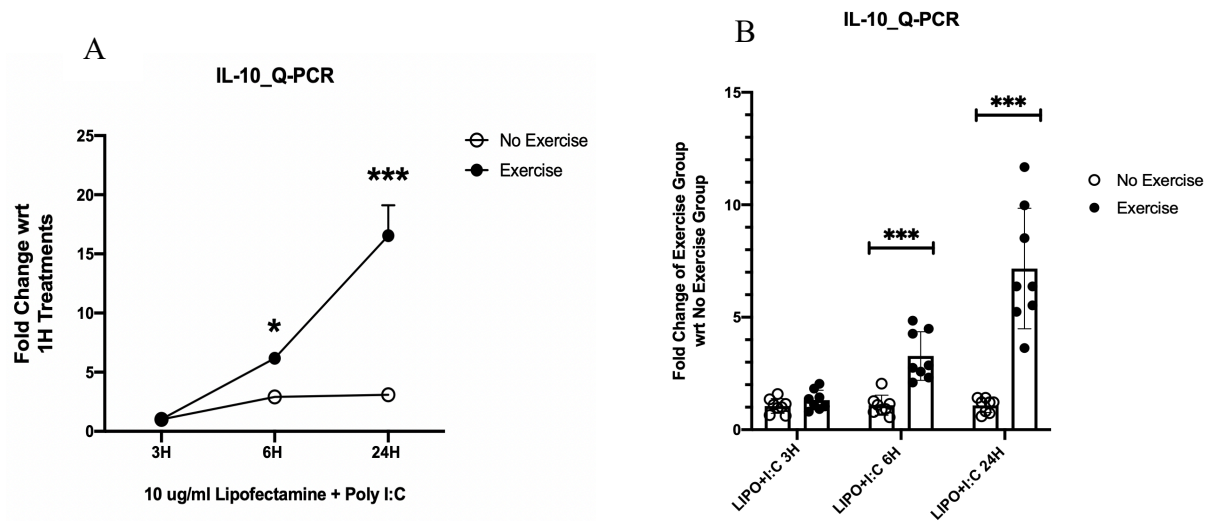 A
IL-10_Q-PCR
Fold Change wrt
1H Treatments
25
20
15
10
5
0
***
*
3H
6H
24H
10 ug/ml Lipofectamine + Poly I:C
No Exercise
Exercise
B
IL-10_Q-PCR
Fold Change of Exercise Group
wrt No Exercise Group
15
10
5
0
***
***
LIPO+I:C 3H
LIPO+I:C 6H
LIPO+I:C 24H
No Exercise
Exercise